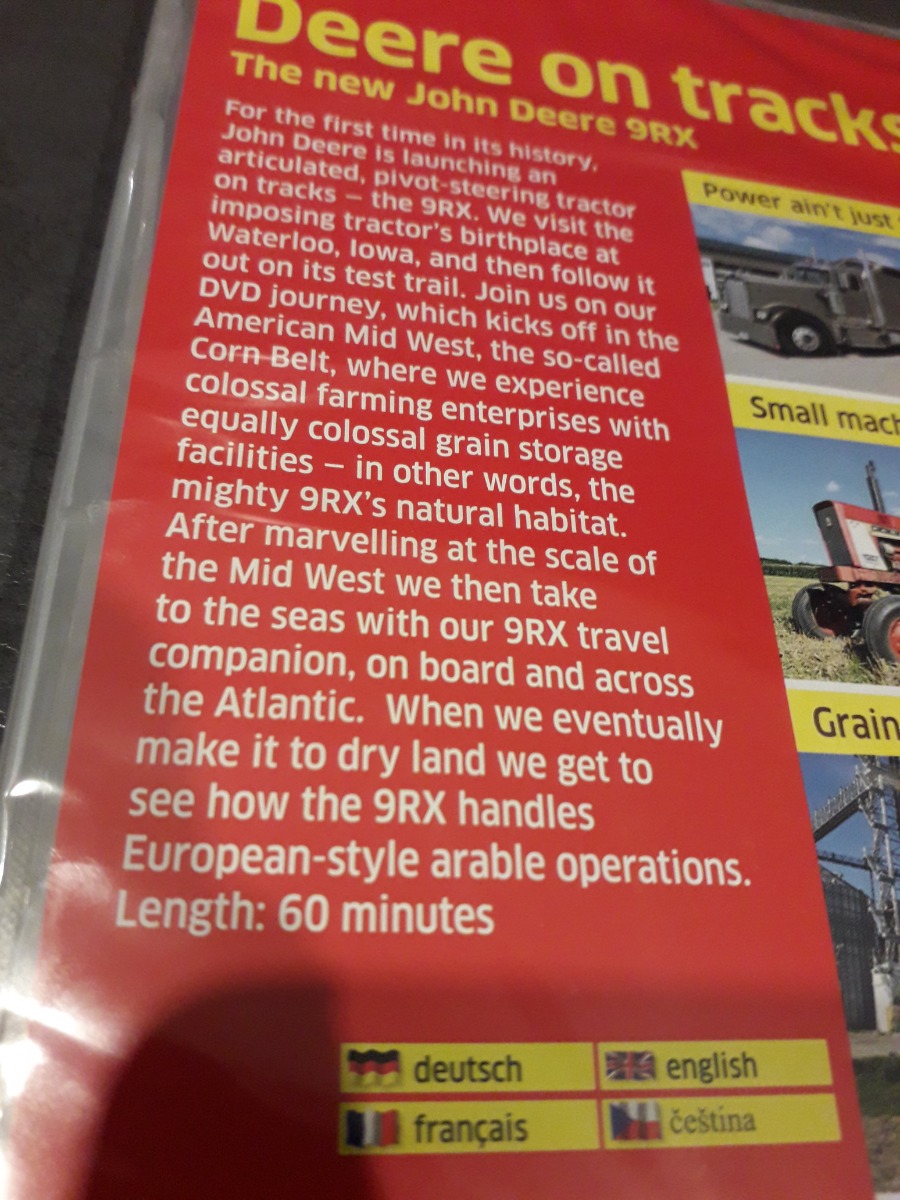 Deere on tracks
The new John Deere 9RX
For the first time in its history,
John Deere is launching an
articulated, pivot-steering tractor
on tracks – the 9RX. We visit the
imposing tractor's birthplace at
Waterloo, Iowa, and then follow it
out on its test trail. Join us on our
DVD journey, which kicks off in the
American Mid West, the so-called
Corn Belt, where we experience
colossal farming enterprises with
equally colossal grain storage
facilities – in other words, the
mighty 9RX's natural habitat.
After marvelling at the scale of
the Mid West we then take
to the seas with our 9RX travel
companion, on board and across
the Atlantic. When we eventually
make it to dry land we get to
see how the 9RX handles
European-style arable operations.
Length: 60 minutes
Power ain't just
Small mach
Grain
deutsch
english
français
čeština